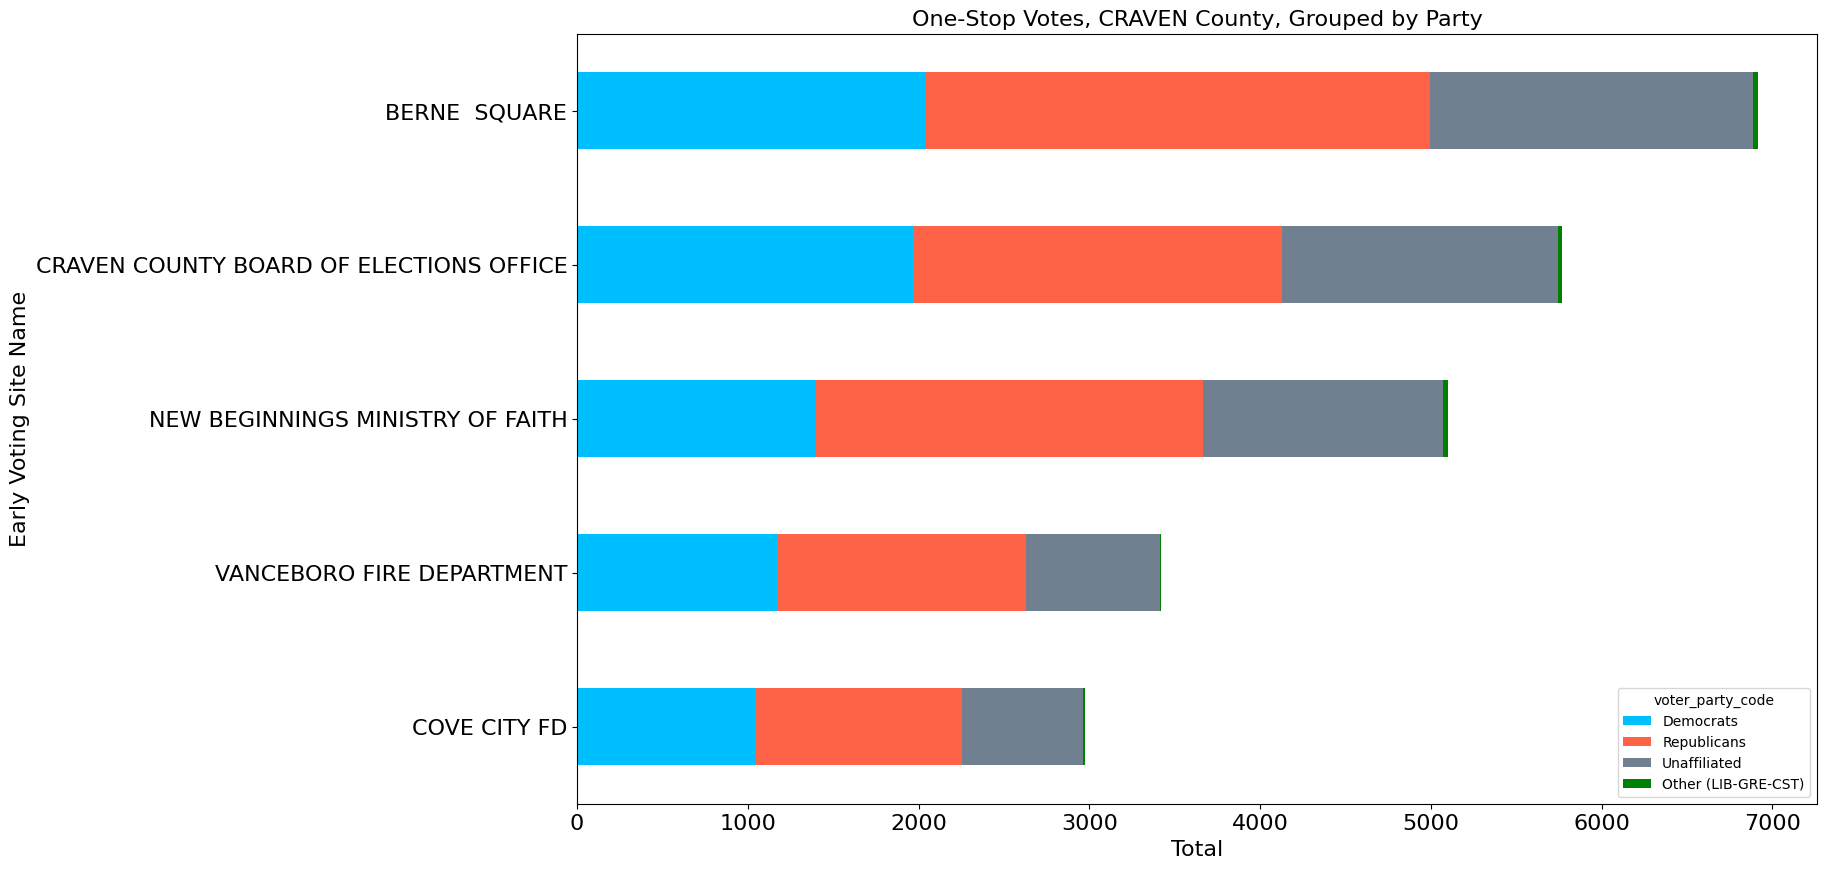 One-Stop Votes, CRAVEN County, Grouped by Party
Early Voting Site Name
BERNE  SQUARE
CRAVEN COUNTY BOARD OF ELECTIONS OFFICE
NEW BEGINNINGS MINISTRY OF FAITH
VANCEBORO FIRE DEPARTMENT
COVE CITY FD
voter_party_code
Democrats
Republicans
Unaffiliated
Other (LIB-GRE-CST)
0 1000 2000 3000 4000 5000 6000 7000
Total